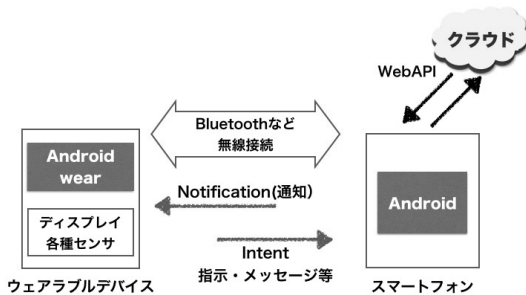 クラウド
WebAPI
Bluetoothなど
無線接続
Android
wear
Notification(通知)
Android
ディスプレイ
各種センサ
Intent
指示・メッセージ等
ウェアラブルデバイス
スマートフォン